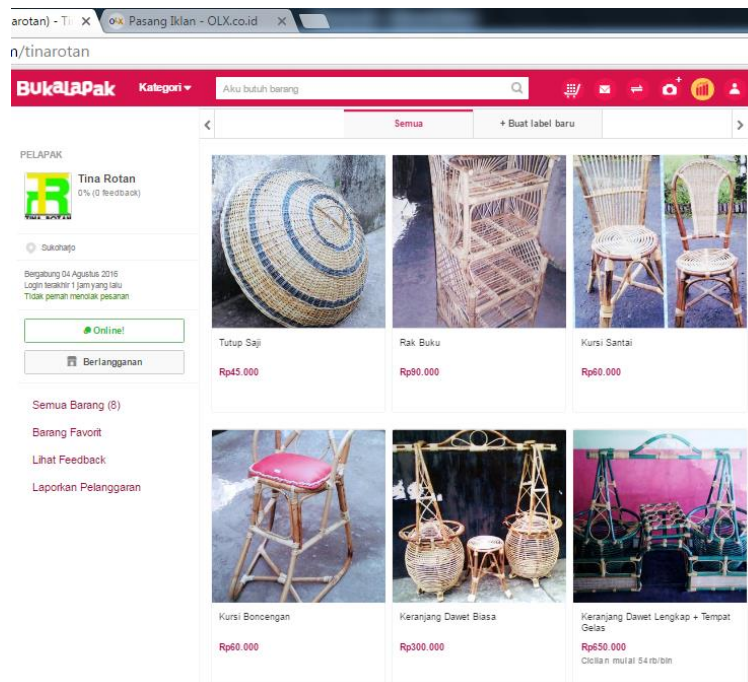 arotan) - Ti
Pasang Iklan - OLX.co.id
n/tinarotan
BukaLaPak
Kategori
Aku butuh barang
Semua
+ Buat label baru
PELAPAK
Tina Rotan
0% (0 feedback)
TINA ROTAN
Sukoharjo
Bergabung 04 Agustus 2016
Login terakhir 1 jam yang lalu
Tidak pernah menolak pesanan
Online!
Berlangganan
Semua Barang (8)
Barang Favorit
Lihat Feedback
Laporkan Pelanggaran
Tutup Saji
Rp45.000
Rak Buku
Rp90.000
Kursi Santai
Rp60.000
Kursi Boncengan
Rp60.000
Keranjang Dawet Biasa
Rp300.000
Keranjang Dawet Lengkap + Tempat
Gelas
Rp650.000
Cicilan mulai 54rb/bln